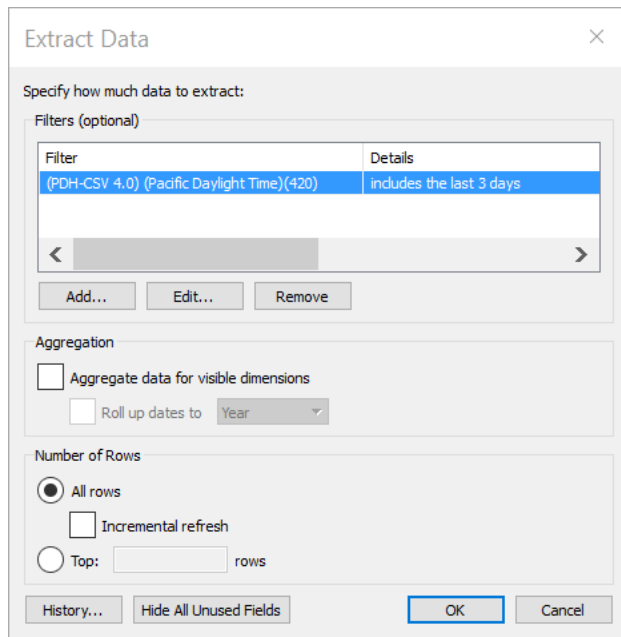 Extract Data
Specify how much data to extract:
Filters (optional)
Filter Details
(PDH-CSV 4.0) (Pacific Daylight Time)(420) includes the last 3 days
Add... Edit... Remove
Aggregation
Aggregate data for visible dimensions
Roll up dates to Year
Number of Rows
All rows
Incremental refresh
Top: rows
History... Hide All Unused Fields OK Cancel